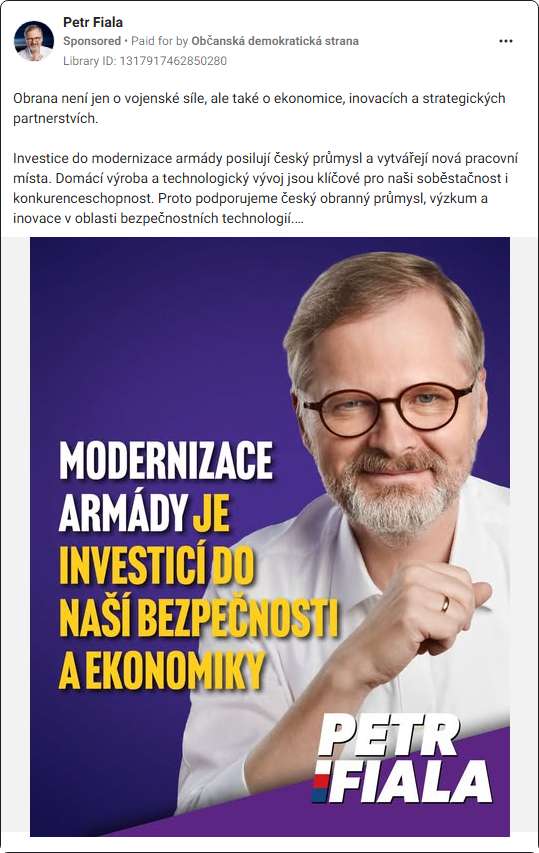 Petr Fiala
Sponsored • Paid for by Občanská demokratická strana
Library ID: 1317917462850280
Obrana není jen o vojenské síle, ale také o ekonomice, inovacích a strategických
partnerstvích.
Investice do modernizace armády posilují český průmysl a vytvářejí nová pracovní
místa. Domácí výroba a technologický vývoj jsou klíčové pro naši soběstačnost i
konkurenceschopnost. Proto podporujeme český obranný průmysl, výzkum a
inovace v oblasti bezpečnostních technologií....
MODERNIZACE
ARMÁDY JE
INVESTICÍ DO
NAŠÍ BEZPEČNOSTI
A EKONOMIKY
PETR
FIALA